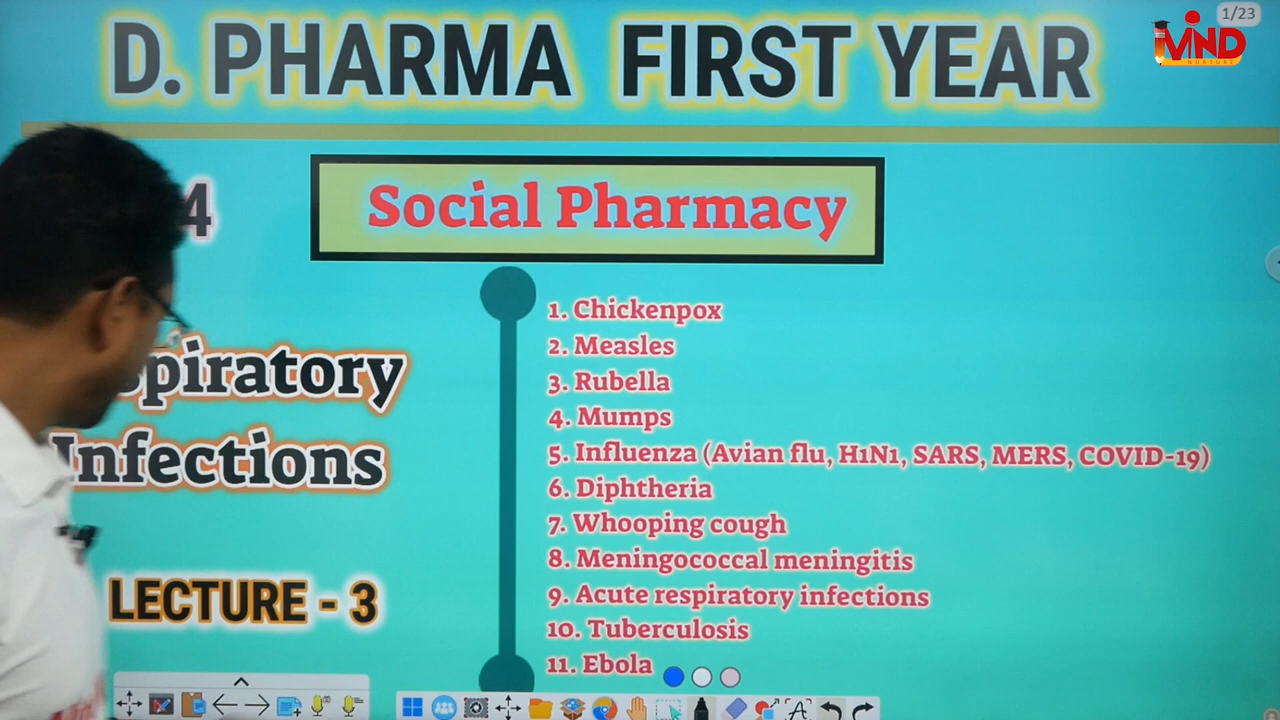 D. PHARMA FIRST YEAR
1/23
MIND
NURTURE
4
Social Pharmacy
spiratory
Infections
LECTURE - 3
1. Chickenpox
2. Measles
3. Rubella
4. Mumps
5. Influenza (Avian flu, H1N1, SARS, MERS, COVID-19)
6. Diphtheria
7. Whooping cough
8. Meningococcal meningitis
9. Acute respiratory infections
10. Tuberculosis
11. Ebola